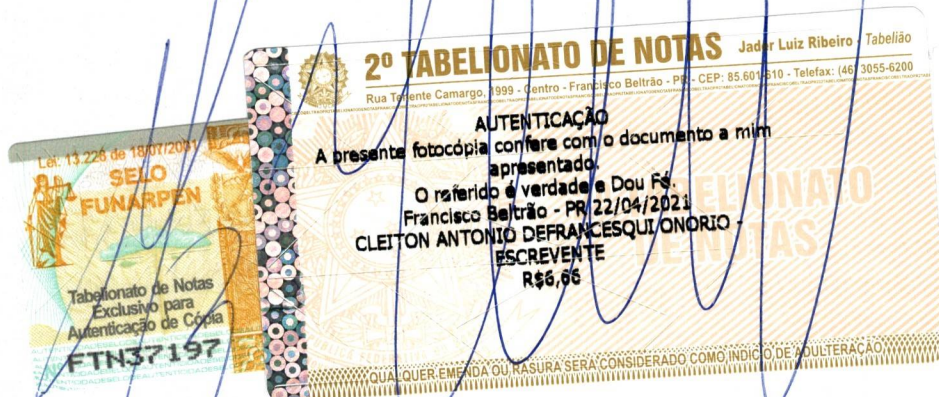 2º TABELIONATO DE NOTAS Jader Luiz Ribeiro - Tabelião
Rua Tenente Camargo, 1999 - Centro - Francisco Beltrão - PR - CEP: 85.601-610 - Telefax: (46) 3055-6200
AUTENTICAÇÃO
A presente fotocópia confere com o documento a mim
apresentado.
O referido é verdade e Dou Fé.
Francisco Beltrão - PR 22/04/2021
CLEITON ANTONIO DEFRANCESQUI ONORIO -
ESCREVENTE
R$6,66
TABELIONATO
DE NOTAS
QUALQUER EMENDA OU RASURA SERÁ CONSIDERADO COMO INDÍCIO DE ADULTERAÇÃO
Lei: 13.228 de 18/07/2001
SELO
FUNARPEN
Tabelionato de Notas
Exclusivo para
Autenticação de Cópia
FTN37197